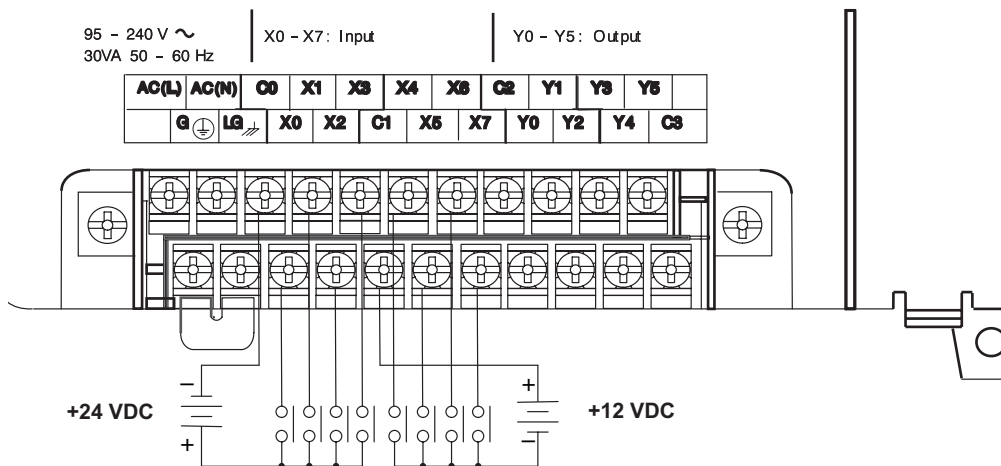 95 - 240 V ~
30VA 50 - 60 Hz
X0 - X7: Input
Y0 - Y5: Output
AC(L) AC(N) C0 X1 X3 X4 X6 C2 Y1 Y3 Y5
G LG X0 X2 C1 X5 X7 Y0 Y2 Y4 C3
+24 VDC
−
+
+
−
+12 VDC